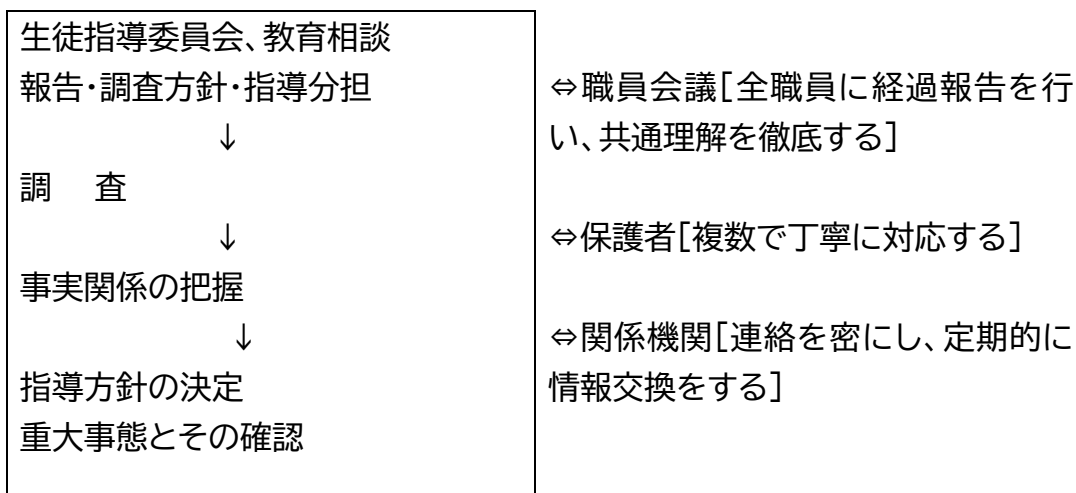 生徒指導委員会、教育相談
報告・調査方針・指導分担
↓
調　査
↓
事実関係の把握
↓
指導方針の決定
重大事態とその確認
⇔職員会議[全職員に経過報告を行
い、共通理解を徹底する]
⇔保護者[複数で丁寧に対応する]
⇔関係機関[連絡を密にし、定期的に
情報交換をする]